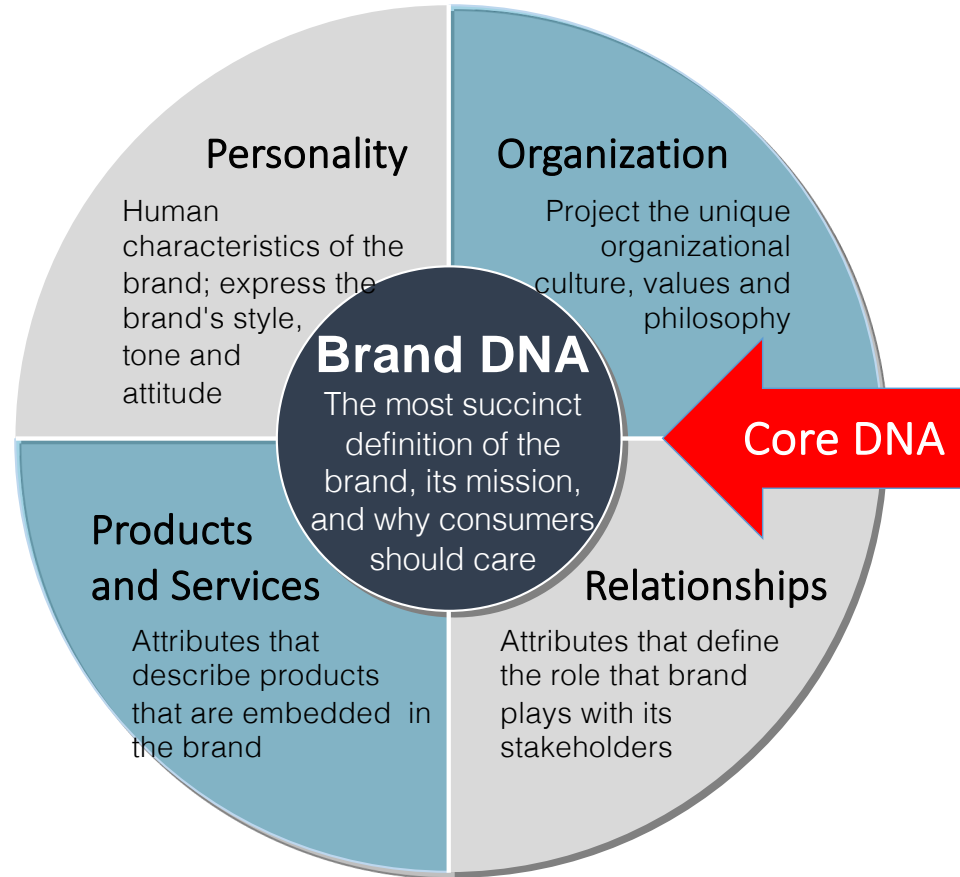 Personality
Human
characteristics of the
brand; express the
brand's style,
tone and
attitude
Organization
Project the unique
organizational
culture, values and
philosophy
Brand DNA
The most succinct
definition of the
brand, its mission,
and why consumers
should care
Core DNA
Products
and Services
Attributes that
describe products
that are embedded in
the brand
Relationships
Attributes that define
the role that brand
plays with its
stakeholders